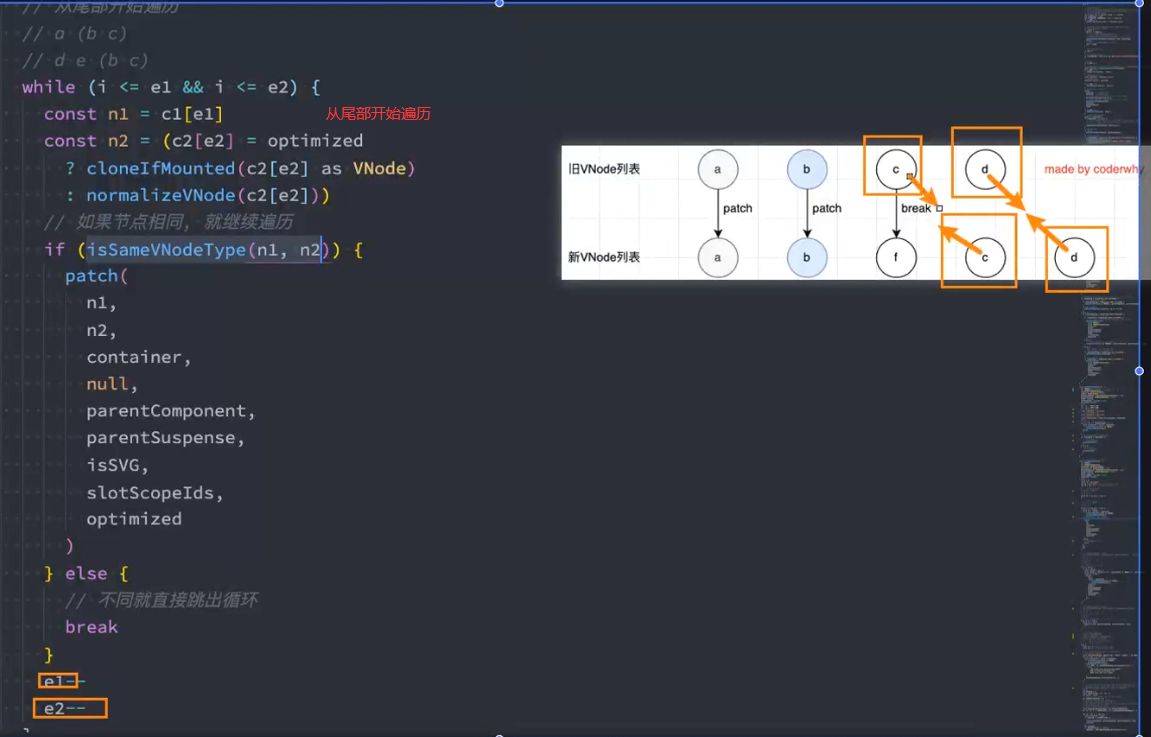 // 从尾部开始遍历
// a (b c)
// d e (b c)
while (i <= e1 && i <= e2) {
const n1 = c1[e1]
从尾部开始遍历
const n2 = (c2[e2] = optimized
? cloneIfMounted(c2[e2] as VNode)
: normalizeVNode(c2[e2]))
// 如果节点相同, 就继续遍历
if (isSameVNodeType(n1, n2)) {
patch(
n1,
n2,
container,
null,
parentComponent,
parentSuspense,
isSVG,
slotScopeIds,
optimized
)
} else {
// 不同就直接跳出循环
break
}
e1--
e2--
旧VNode列表 a b c d made by coderwhy
patch patch break
新VNode列表 a b f c d